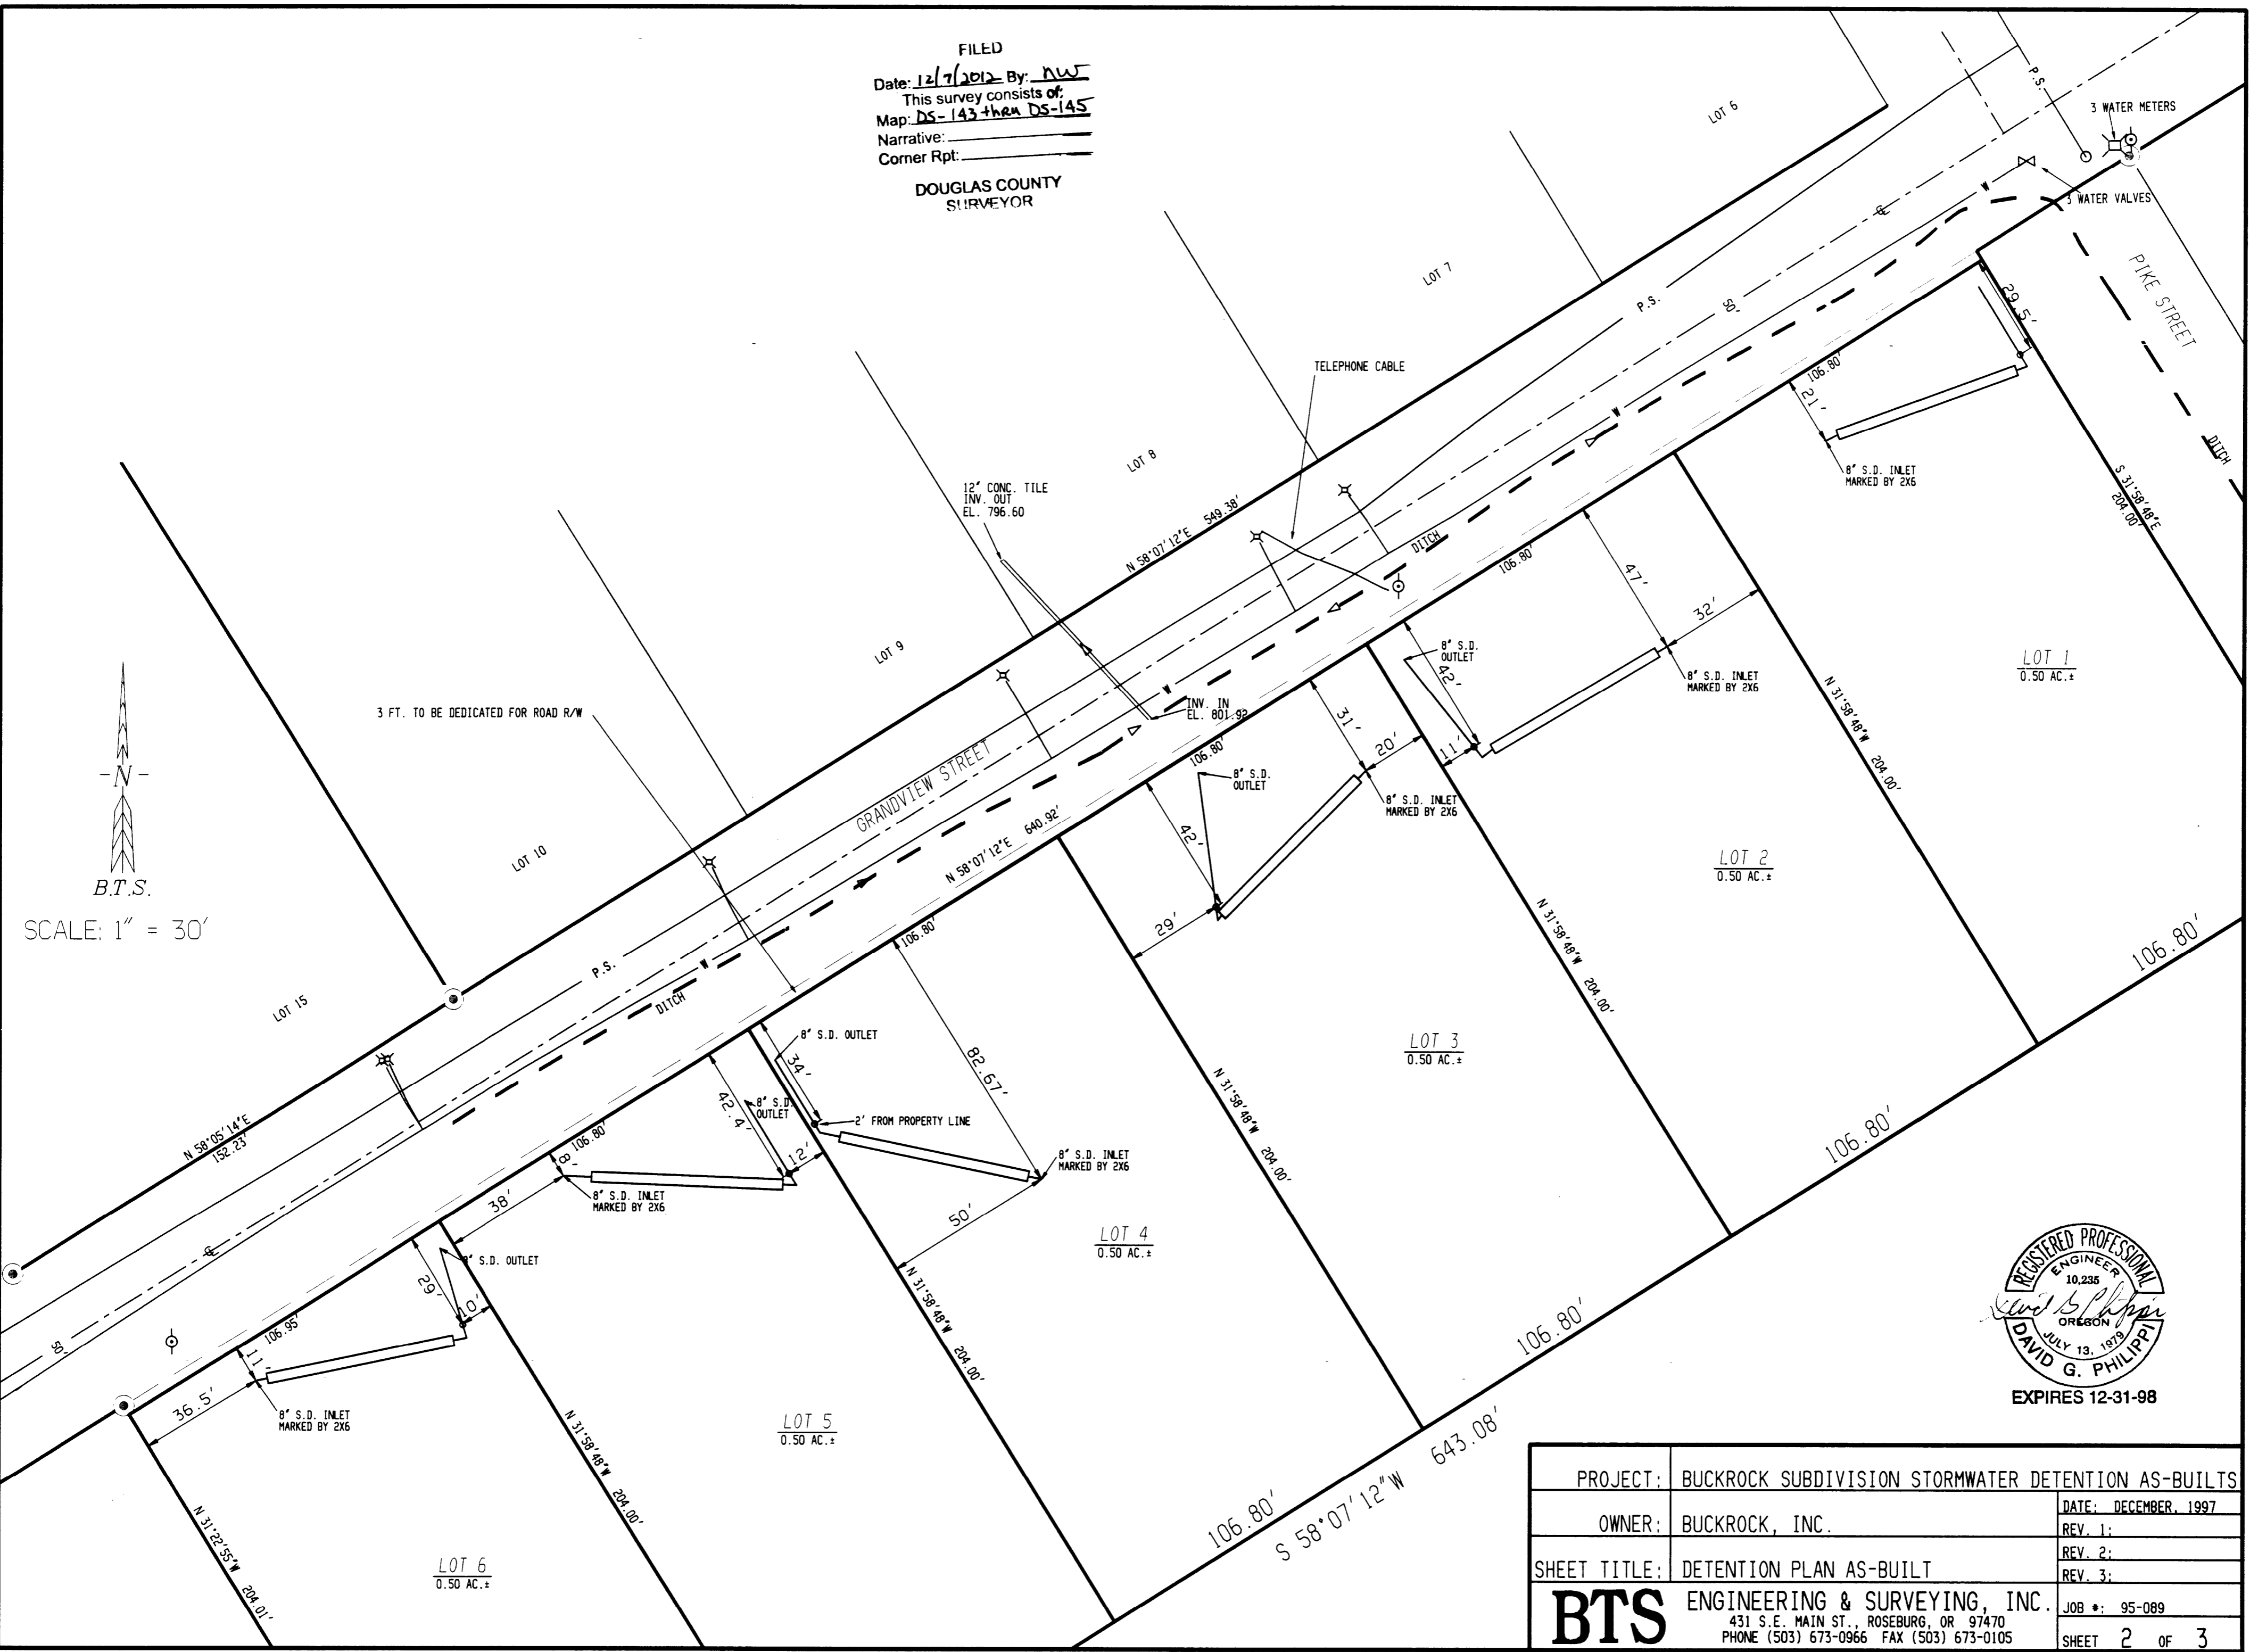 FILED
Date: 12/7/2012 By: NW
This survey consists of:
Map: DS-143 thru DS-145
Narrative:
Corner Rpt:
DOUGLAS COUNTY
SURVEYOR
LOT 6
P.S.
3 WATER METERS
3 WATER VALVES
PIKE STREET
DITCH
LOT 7
P.S.
50'
℄
29.5'
106.80'
21'
8" S.D. INLET
MARKED BY 2X6
S 31°58'48"E
204.00'
TELEPHONE CABLE
LOT 8
12" CONC. TILE
INV. OUT
EL. 796.60
N 58°07'12"E 549.38'
DITCH
106.80'
47'
32'
8" S.D. INLET
MARKED BY 2X6
LOT 1
0.50 AC.±
LOT 9
8" S.D.
OUTLET
42'
11'
N 31°58'48"W 204.00'
INV. IN
EL. 801.92
31'
20'
106.80'
8" S.D.
OUTLET
8" S.D. INLET
MARKED BY 2X6
42'
29'
LOT 2
0.50 AC.±
106.80'
3 FT. TO BE DEDICATED FOR ROAD R/W
GRANDVIEW STREET
N 58°07'12"E 640.92'
-N-
B.T.S.
SCALE: 1" = 30'
LOT 10
P.S.
106.80'
N 31°58'48"W 204.00'
LOT 15
DITCH
LOT 3
0.50 AC.±
106.80'
8" S.D. OUTLET
34'
82.67'
2' FROM PROPERTY LINE
8" S.D. INLET
MARKED BY 2X6
50'
N 31°58'48"W 204.00'
42.4'
8" S.D.
OUTLET
12'
106.80'
8'
8" S.D. INLET
MARKED BY 2X6
38'
N 58°05'14"E
152.23'
LOT 4
0.50 AC.±
106.80'
℄
50'
8" S.D. OUTLET
29'
10'
N 31°58'48"W 204.00'
106.95'
11'
36.5'
8" S.D. INLET
MARKED BY 2X6
LOT 5
0.50 AC.±
N 31°58'48"W 204.00'
106.80'
S 58°07'12"W 643.08'
N 31°22'55"W 204.01'
LOT 6
0.50 AC.±
REGISTERED PROFESSIONAL
ENGINEER
10,235
OREGON
JULY 13, 1979
DAVID G. PHILIPPI
EXPIRES 12-31-98
PROJECT: BUCKROCK SUBDIVISION STORMWATER DETENTION AS-BUILTS
OWNER: BUCKROCK, INC.
DATE: DECEMBER, 1997
REV. 1:
REV. 2:
SHEET TITLE: DETENTION PLAN AS-BUILT
REV. 3:
BTS ENGINEERING & SURVEYING, INC.
431 S.E. MAIN ST., ROSEBURG, OR 97470
PHONE (503) 673-0966 FAX (503) 673-0105
JOB #: 95-089
SHEET 2 OF 3